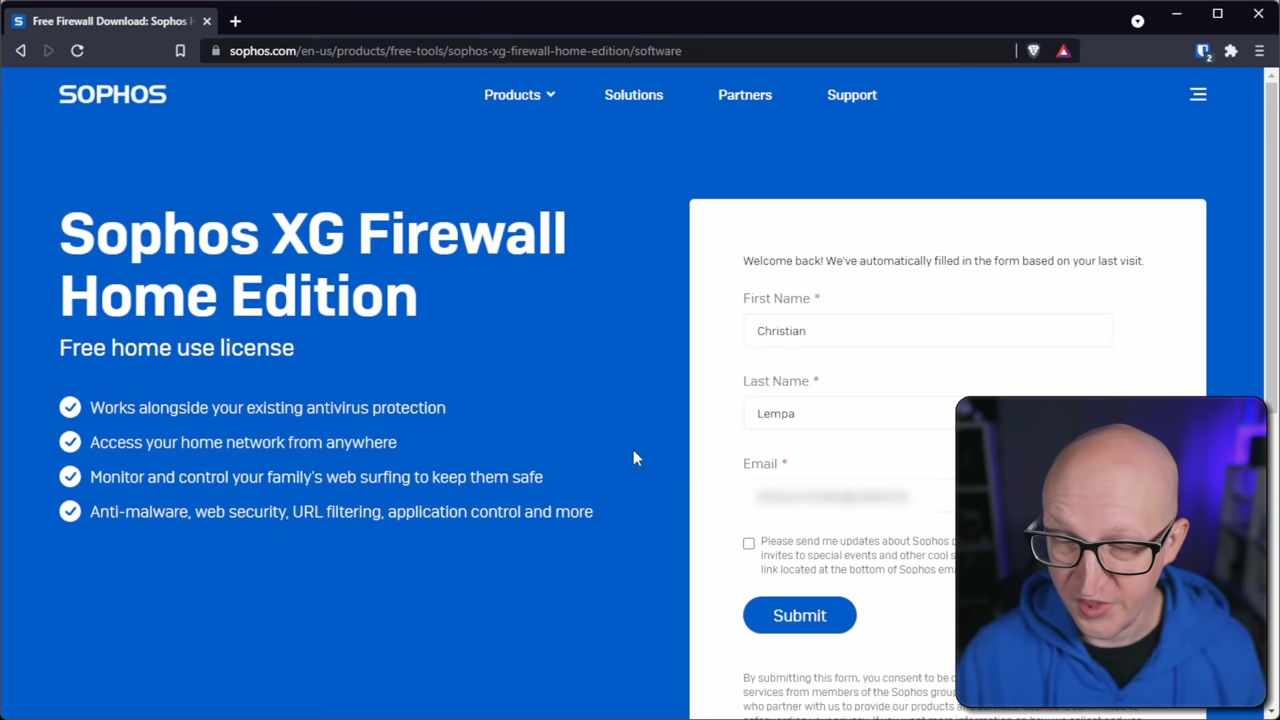 Free Firewall Download: Sophos
sophos.com/en-us/products/free-tools/sophos-xg-firewall-home-edition/software
2
SOPHOS
Products
Solutions
Partners
Support
Sophos XG Firewall
Home Edition
Free home use license
Works alongside your existing antivirus protection
Access your home network from anywhere
Monitor and control your family's web surfing to keep them safe
Anti-malware, web security, URL filtering, application control and more
Welcome back! We've automatically filled in the form based on your last visit.
First Name *
Christian
Last Name *
Lempa
Email *
Please send me updates about Sophos
invites to special events and other cool
link located at the bottom of Sophos
Submit
By submitting this form, you consent to be
services from members of the Sophos
who partner with us to provide our products